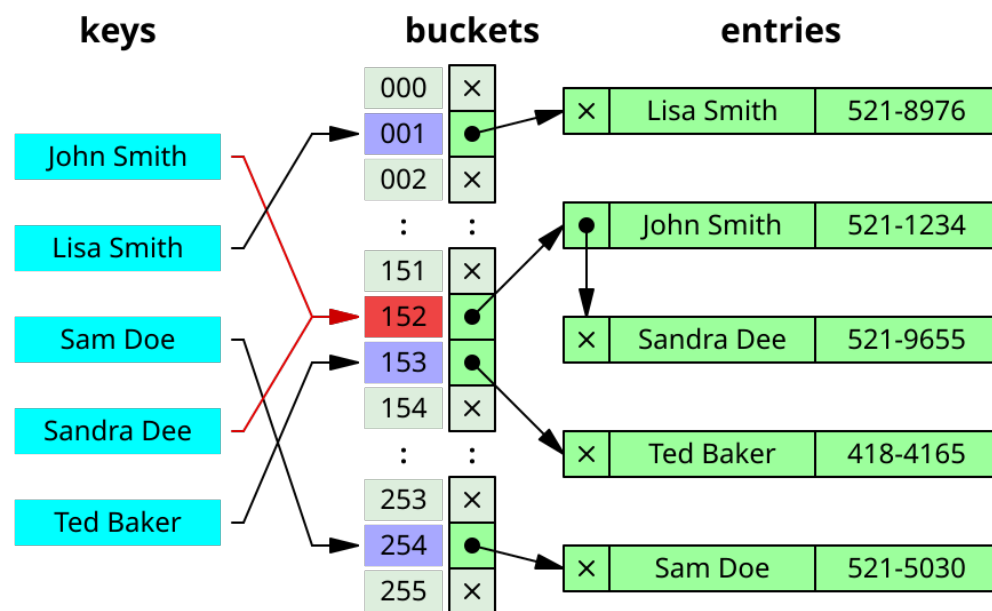 keys
buckets
entries
John Smith
Lisa Smith
Sam Doe
Sandra Dee
Ted Baker
000 ×
001
002 ×
: :
151 ×
152
153
154 ×
: :
253 ×
254
255 ×
× Lisa Smith 521-8976
John Smith 521-1234
× Sandra Dee 521-9655
× Ted Baker 418-4165
× Sam Doe 521-5030